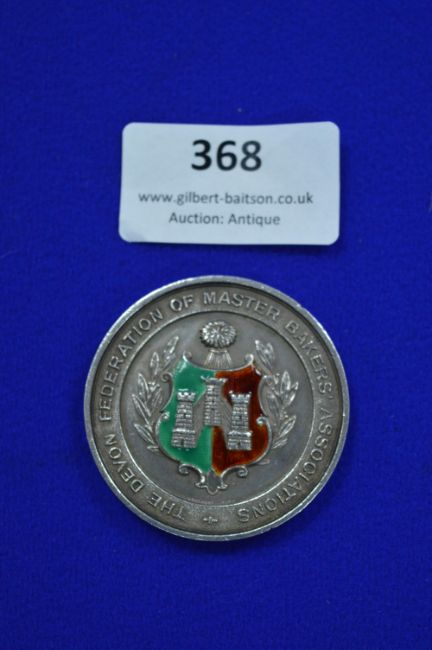 368
www.gilbert-baitson.co.uk
Auction: Antique
THE DEVON FEDERATION OF MASTER BAKERS' ASSOCIATIONS